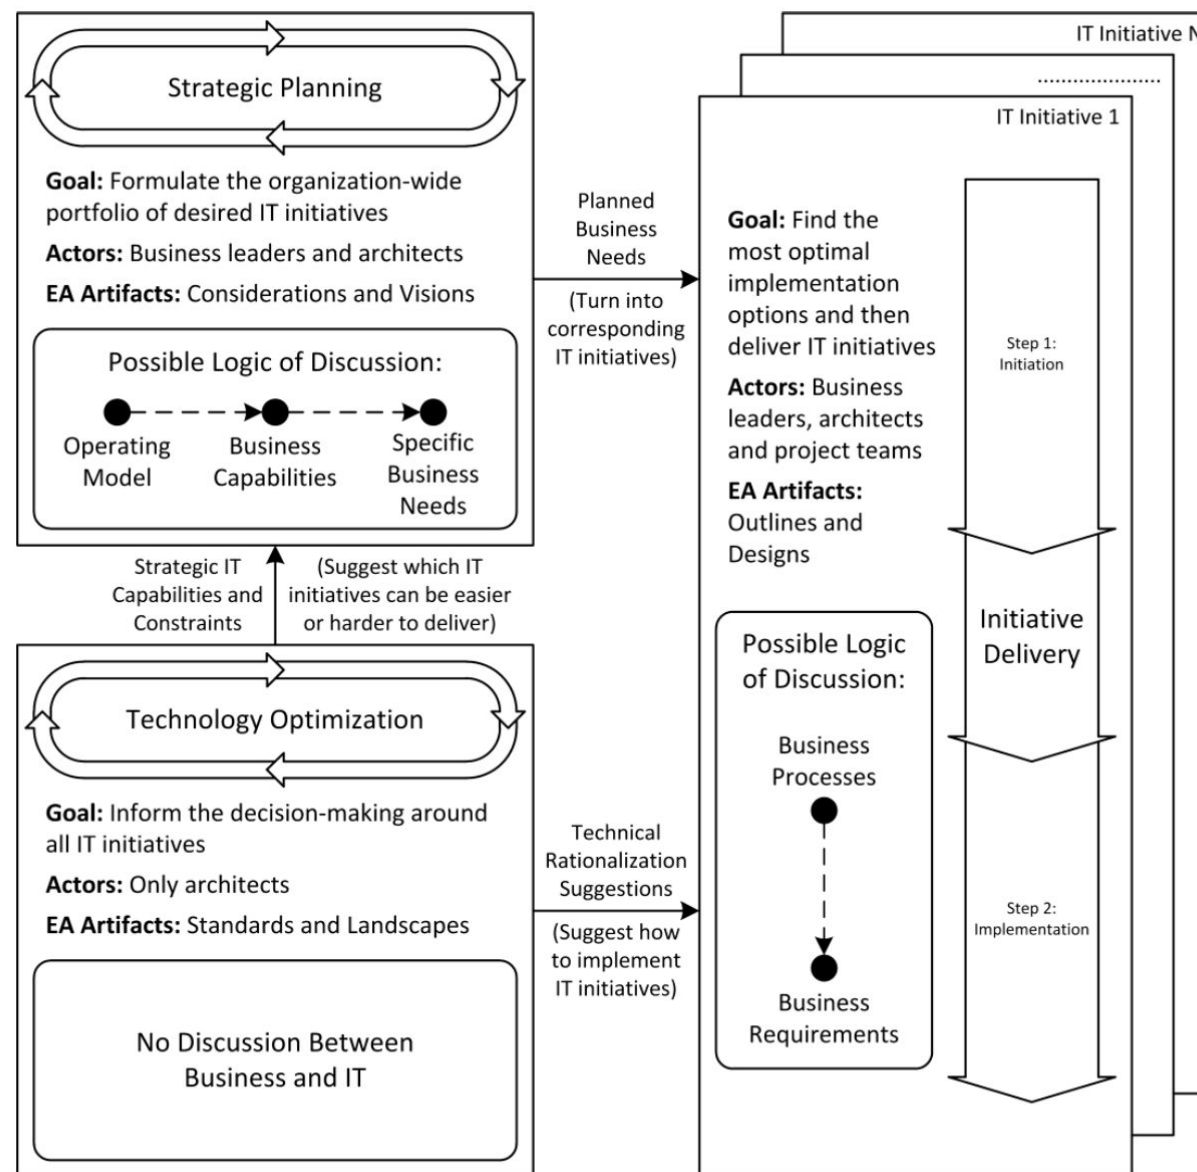 Strategic Planning
Goal: Formulate the organization-wide
portfolio of desired IT initiatives
Actors: Business leaders and architects
EA Artifacts: Considerations and Visions
Possible Logic of Discussion:
Operating
Model
Business
Capabilities
Specific
Business
Needs
Strategic IT
Capabilities and
Constraints
(Suggest which IT
initiatives can be easier
or harder to deliver)
Technology Optimization
Goal: Inform the decision-making around
all IT initiatives
Actors: Only architects
EA Artifacts: Standards and Landscapes
No Discussion Between
Business and IT
Planned
Business
Needs
(Turn into
corresponding
IT initiatives)
Technical
Rationalization
Suggestions
(Suggest how
to implement
IT initiatives)
IT Initiative N
.....................
IT Initiative 1
Goal: Find the
most optimal
implementation
options and then
deliver IT initiatives
Actors: Business
leaders, architects
and project teams
EA Artifacts:
Outlines and
Designs
Possible Logic
of Discussion:
Business
Processes
Business
Requirements
Step 1:
Initiation
Initiative
Delivery
Step 2:
Implementation